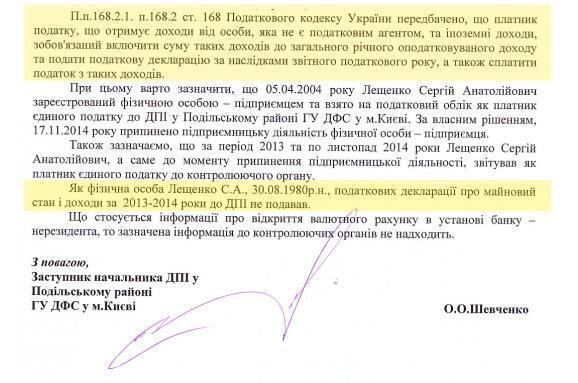 П.п.168.2.1. п.168.2 ст. 168 Податкового кодексу України передбачено, що платник
податку, що отримує доходи від особи, яка не є податковим агентом, та іноземні доходи,
зобов'язаний включити суму таких доходів до загального річного оподатковуваного доходу
та подати податкову декларацію за наслідками звітного податкового року, а також сплатити
податок з таких доходів.
При цьому варто зазначити, що 05.04.2004 року Лещенко Сергій Анатолійович
зареєстрований фізичною особою – підприємцем та взято на податковий облік як платник
єдиного податку до ДПІ у Подільському районі ГУ ДФС у м.Києві. За власним рішенням,
17.11.2014 року припинено підприємницьку діяльність фізичної особи – підприємця.
Також зазначаємо, що за період 2013 та по листопад 2014 роки Лещенко Сергій
Анатолійович, а саме до моменту припинення підприємницької діяльності, звітував як
платник єдиного податку до контролюючого органу.
Як фізична особа Лещенко С.А., 30.08.1980р.н., податкових декларації про майновий
стан і доходи за 2013-2014 роки до ДПІ не подавав.
Що стосується інформації про відкриття валютного рахунку в установі банку –
нерезидента, то зазначена інформація до контролюючих органів не надходить.
З повагою,
Заступник начальника ДПІ у
Подільському районі
ГУ ДФС у м.Києві О.О.Шевченко